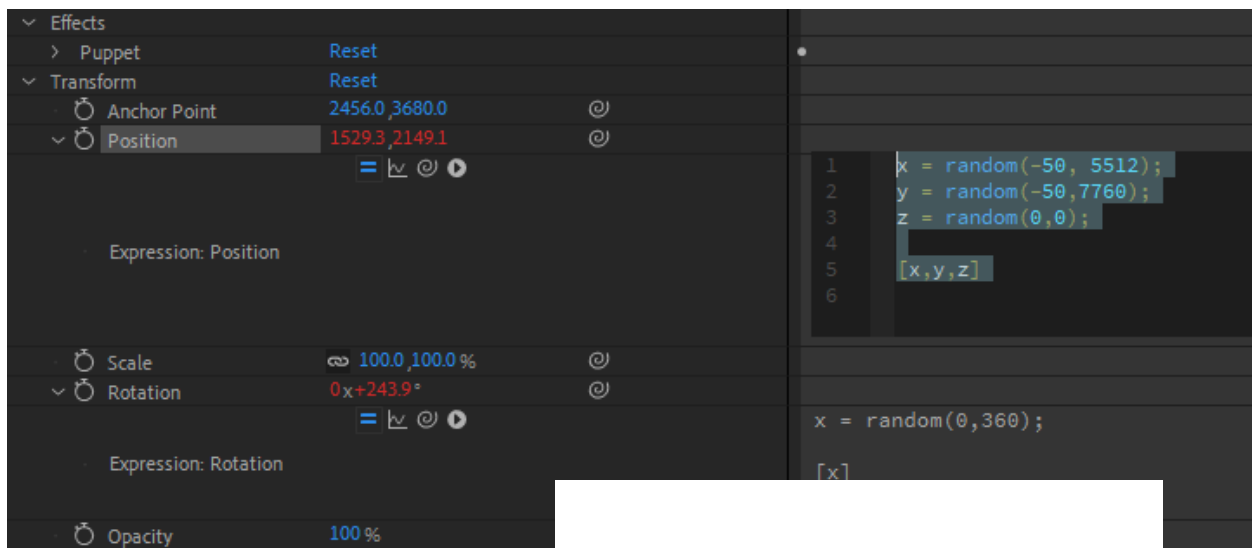 Effects
Puppet Reset
Transform Reset
Anchor Point 2456.0,3680.0
Position 1529.3,2149.1
1 x = random(-50, 5512);
2 y = random(-50,7760);
3 z = random(0,0);
4
Expression: Position
5 [x,y,z]
6
Scale 100.0,100.0%
Rotation 0x+243.9°
x = random(0,360);
Expression: Rotation
[x]
Opacity 100%